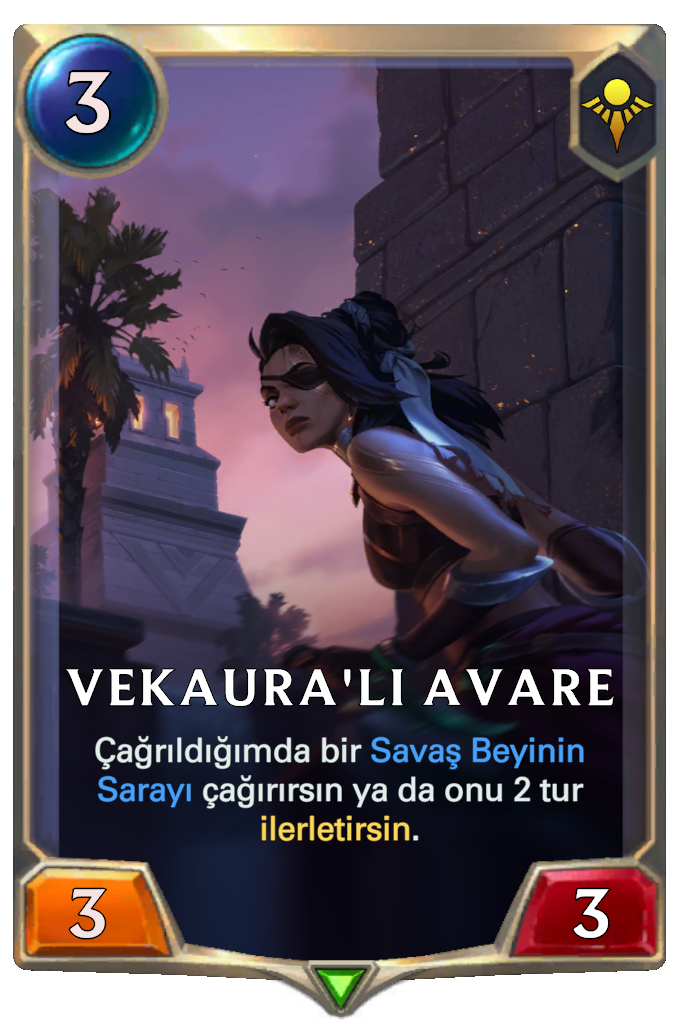 3
VEKAURA'LI AVARE
Çağrıldığımda bir Savaş Beyinin
Sarayı çağırırsın ya da onu 2 tur
ilerletirsin.
3
3